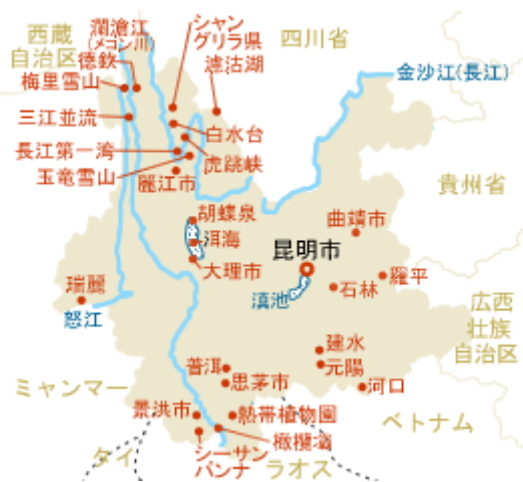 西蔵
自治区
瀾滄江
(メコン川)
徳欽
シャン
グリラ県
四川省
瀘沽湖
金沙江(長江)
梅里雪山
三江並流
白水台
長江第一湾
虎跳峡
玉竜雪山
麗江市
貴州省
胡蝶泉
曲靖市
洱海
昆明市
大理市
羅平
瑞麗
滇池
石林
怒江
広西
壮族
自治区
建水
元陽
普洱
思茅市
河口
ミャンマー
景洪市
熱帯植物園
ベトナム
橄欖壩
タイ
シーサン
パンナ
ラオス